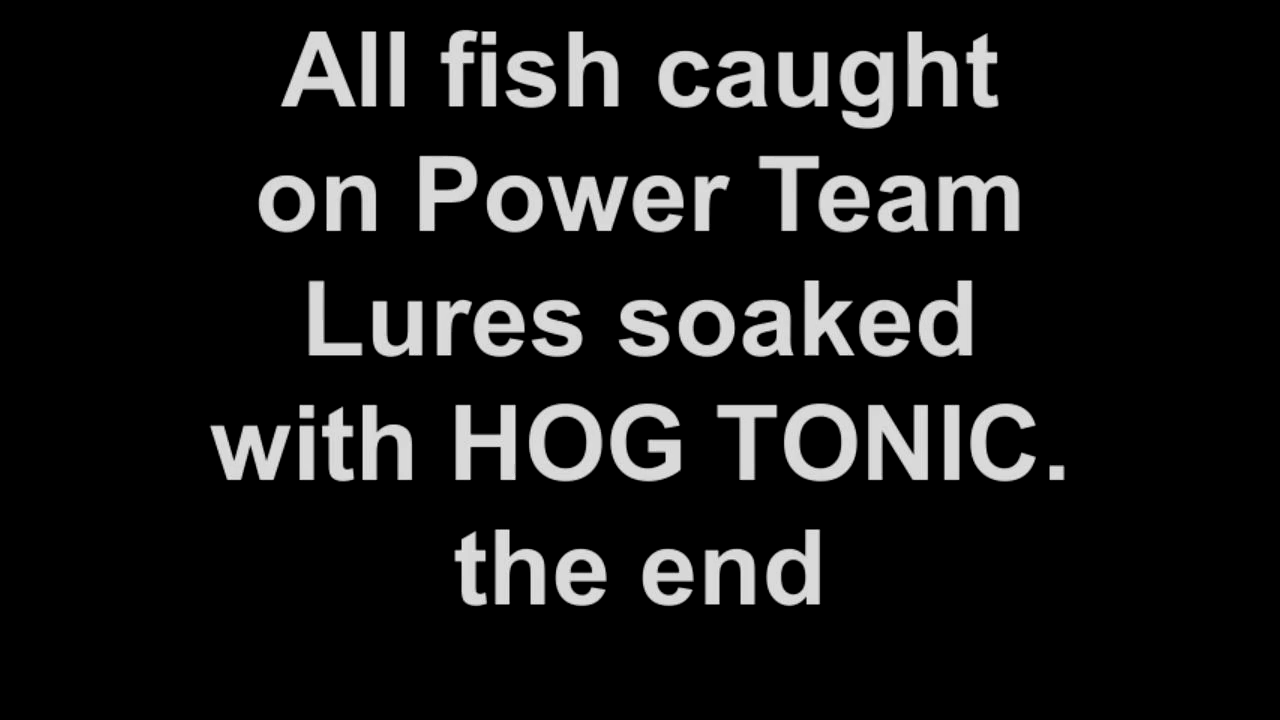 All fish caught
on Power Team
Lures soaked
with HOG TONIC.
the end